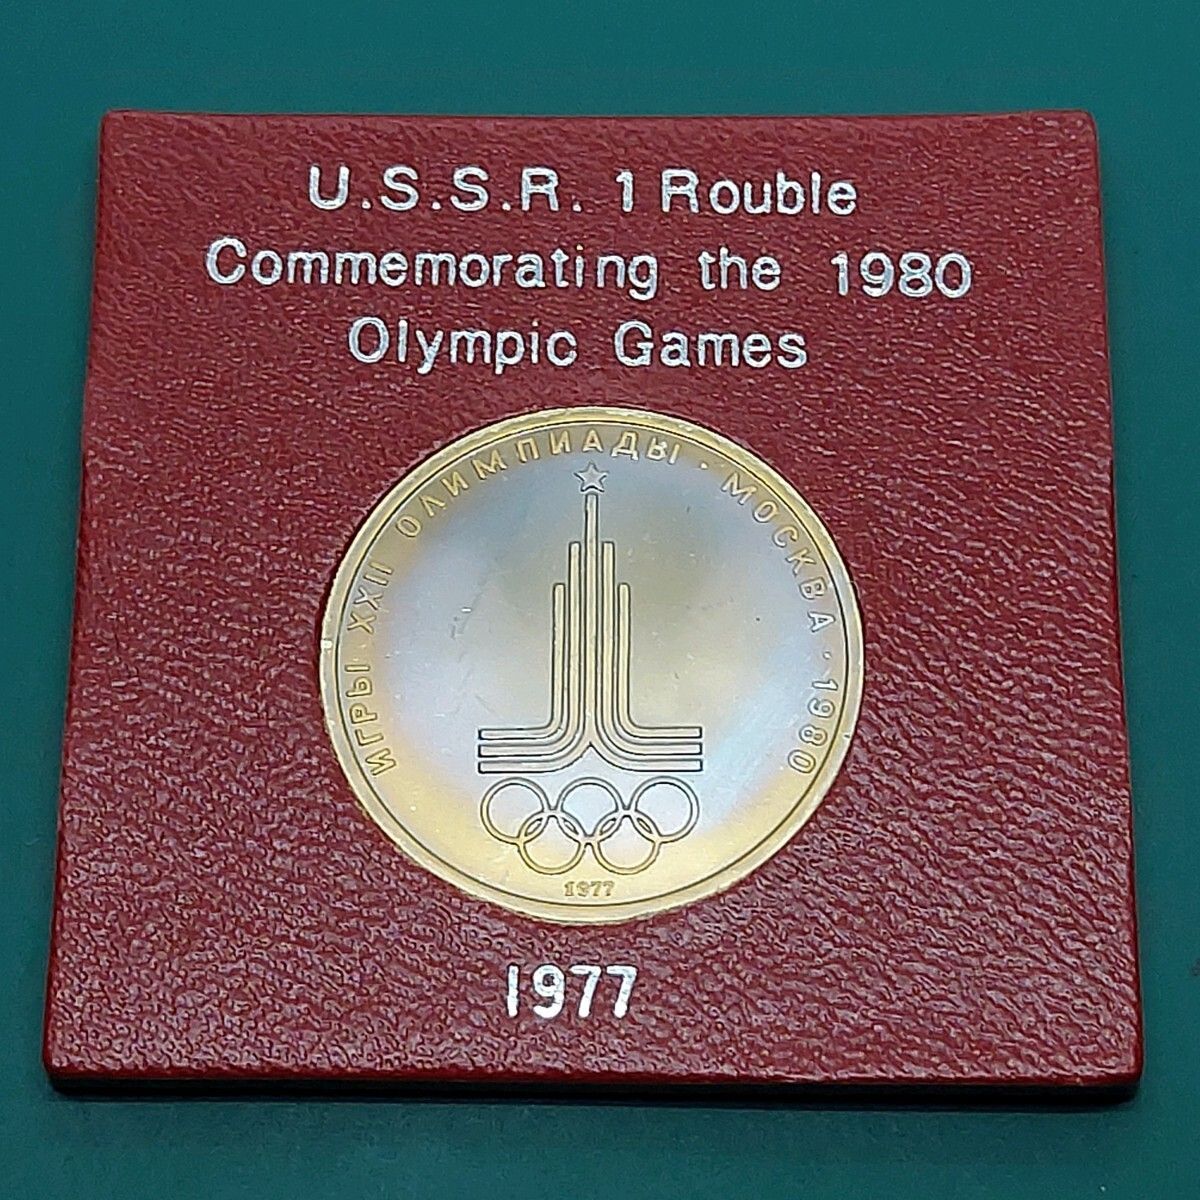 U.S.S.R. 1 Rouble
Commemorating the 1980
Olympic Games
ИГРЫ XXII ОЛИМПИАДЫ · МОСКВА · 1980
1977
1977